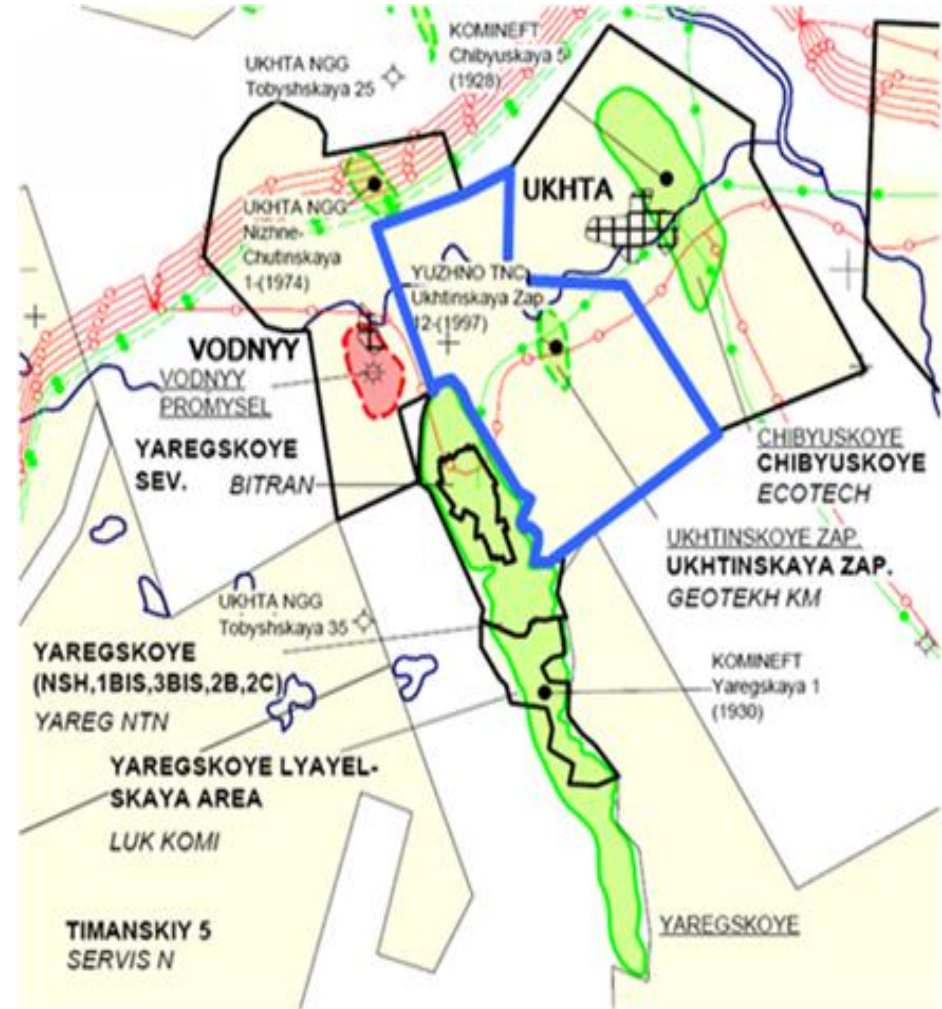 KOMINEFT
Chibyuskaya 5
(1928)
UKHTA NGG
Tobyshskaya 25
UKHTA
UKHTA NGG
Nizhne-
Chutinskaya
1-(1974)
YUZHNO TNC
Ukhtinskaya Zap
12-(1997)
VODNYY
VODNYY
PROMYSEL
YAREGSKOYE
SEV.
BITRAN
CHIBYUSKOYE
CHIBYUSKOYE
ECOTECH
UKHTINSKOYE ZAP.
UKHTINSKAYA ZAP.
GEOTEKH KM
UKHTA NGG
Tobyshskaya 35
YAREGSKOYE
(NSH,1BIS,3BIS,2B,2C)
YAREG NTN
KOMINEFT
Yaregskaya 1
(1930)
YAREGSKOYE LYAYEL-
SKAYA AREA
LUK KOMI
TIMANSKIY 5
SERVIS N
YAREGSKOYE